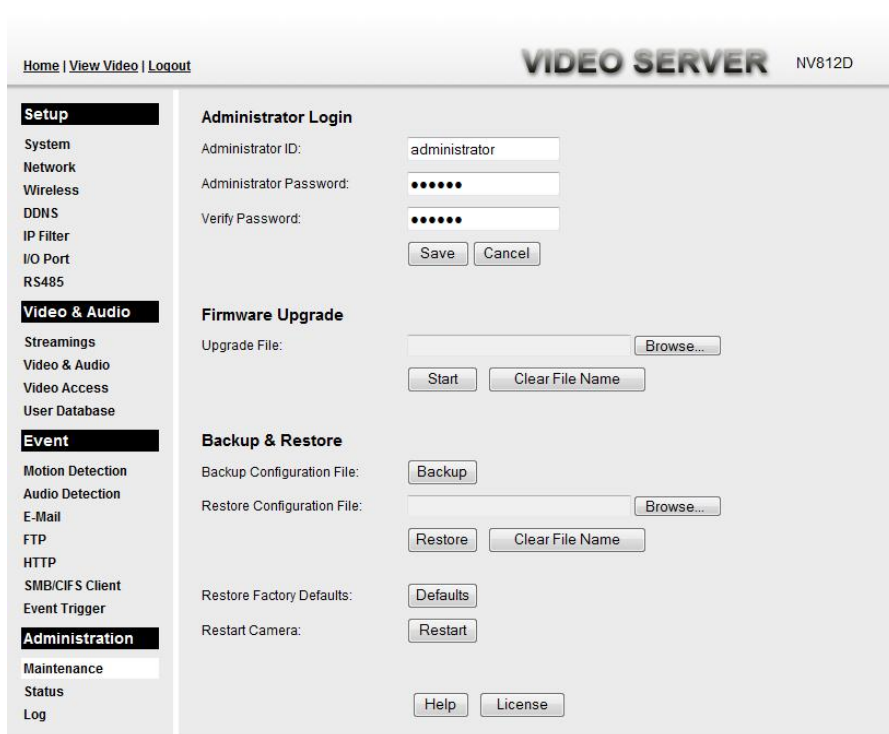 Home | View Video | Logout
VIDEO SERVER NV812D
Setup
System
Network
Wireless
DDNS
IP Filter
I/O Port
RS485
Video & Audio
Streamings
Video & Audio
Video Access
User Database
Event
Motion Detection
Audio Detection
E-Mail
FTP
HTTP
SMB/CIFS Client
Event Trigger
Administration
Maintenance
Status
Log
Administrator Login
Administrator ID: administrator
Administrator Password: ●●●●●●
Verify Password: ●●●●●●
Save Cancel
Firmware Upgrade
Upgrade File: Browse...
Start Clear File Name
Backup & Restore
Backup Configuration File: Backup
Restore Configuration File: Browse...
Restore Clear File Name
Restore Factory Defaults: Defaults
Restart Camera: Restart
Help License